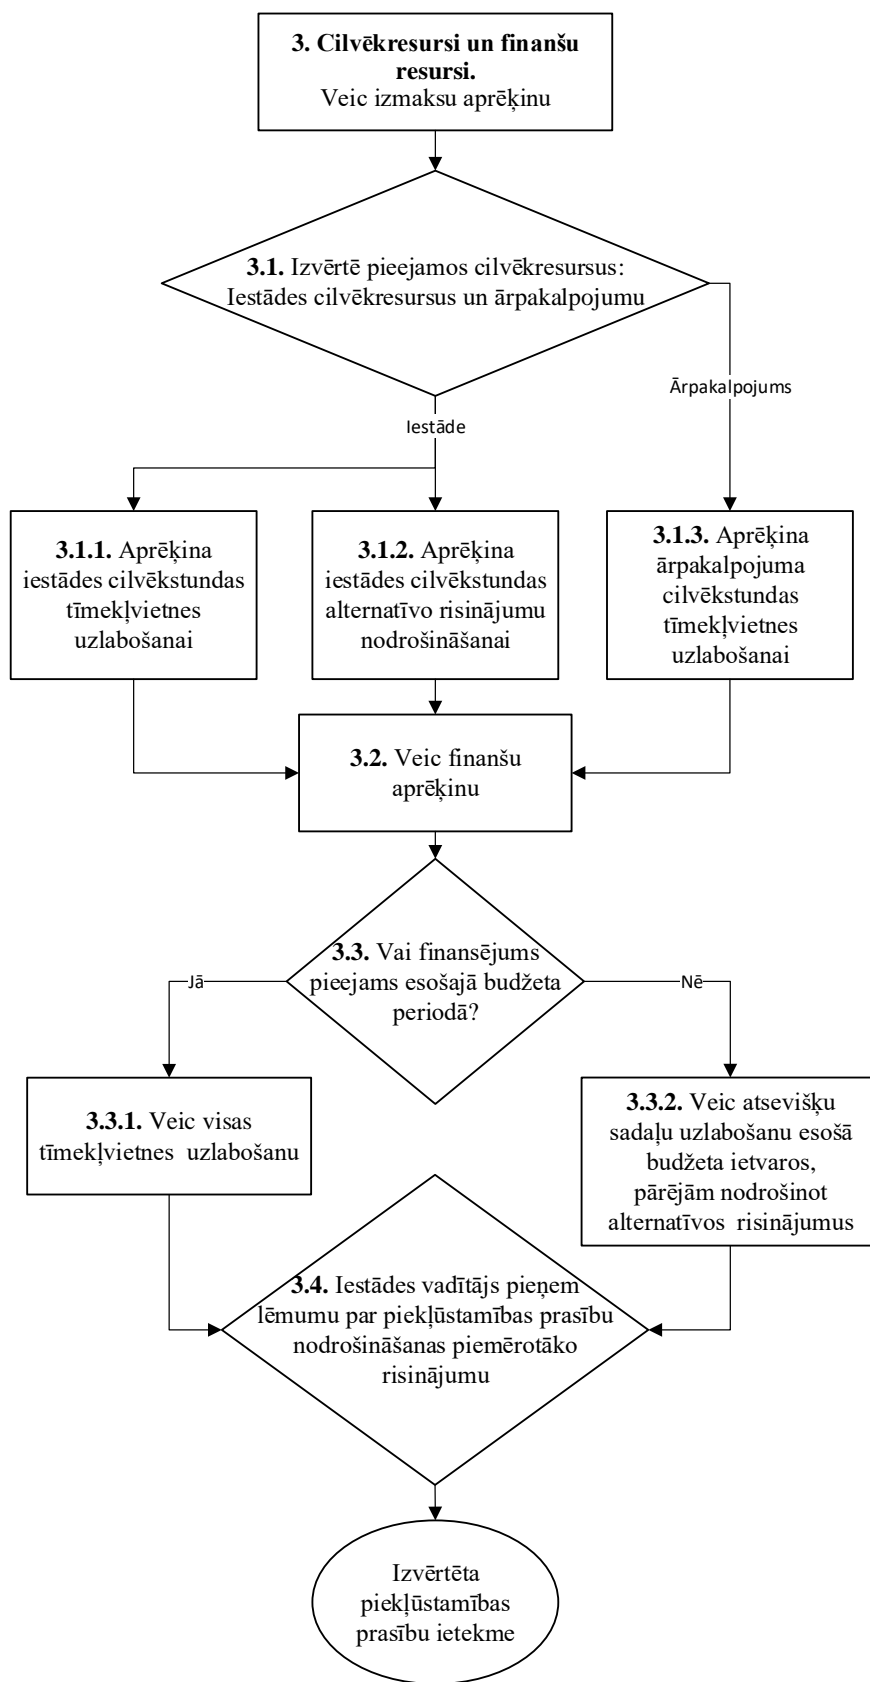 3. Cilvēkresursi un finanšu
resursi.
Veic izmaksu aprēķinu
3.1. Izvērtē pieejamos cilvēkresursus:
Iestādes cilvēkresursus un ārpakalpojumu
Ārpakalpojums
Iestāde
3.1.1. Aprēķina
iestādes cilvēkstundas
tīmekļvietnes
uzlabošanai
3.1.2. Aprēķina
iestādes cilvēkstundas
alternatīvo risinājumu
nodrošināšanai
3.1.3. Aprēķina
ārpakalpojuma
cilvēkstundas
tīmekļvietnes
uzlabošanai
3.2. Veic finanšu
aprēķinu
3.3. Vai finansējums
pieejams esošajā budžeta
periodā?
Jā
Nē
3.3.1. Veic visas
tīmekļvietnes uzlabošanu
3.3.2. Veic atsevišķu
sadaļu uzlabošanu esošā
budžeta ietvaros,
pārējām nodrošinot
alternatīvos risinājumus
3.4. Iestādes vadītājs pieņem
lēmumu par piekļūstamības prasību
nodrošināšanas piemērotāko
risinājumu
Izvērtēta
piekļūstamības
prasību ietekme